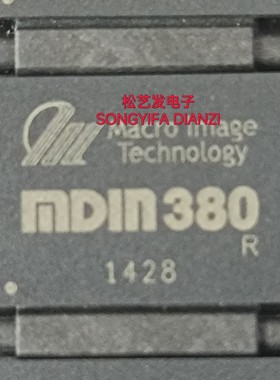 松艺发电子
SONGYIFA DIANZI
Macro Image
Technology
MDIN380
R
1428